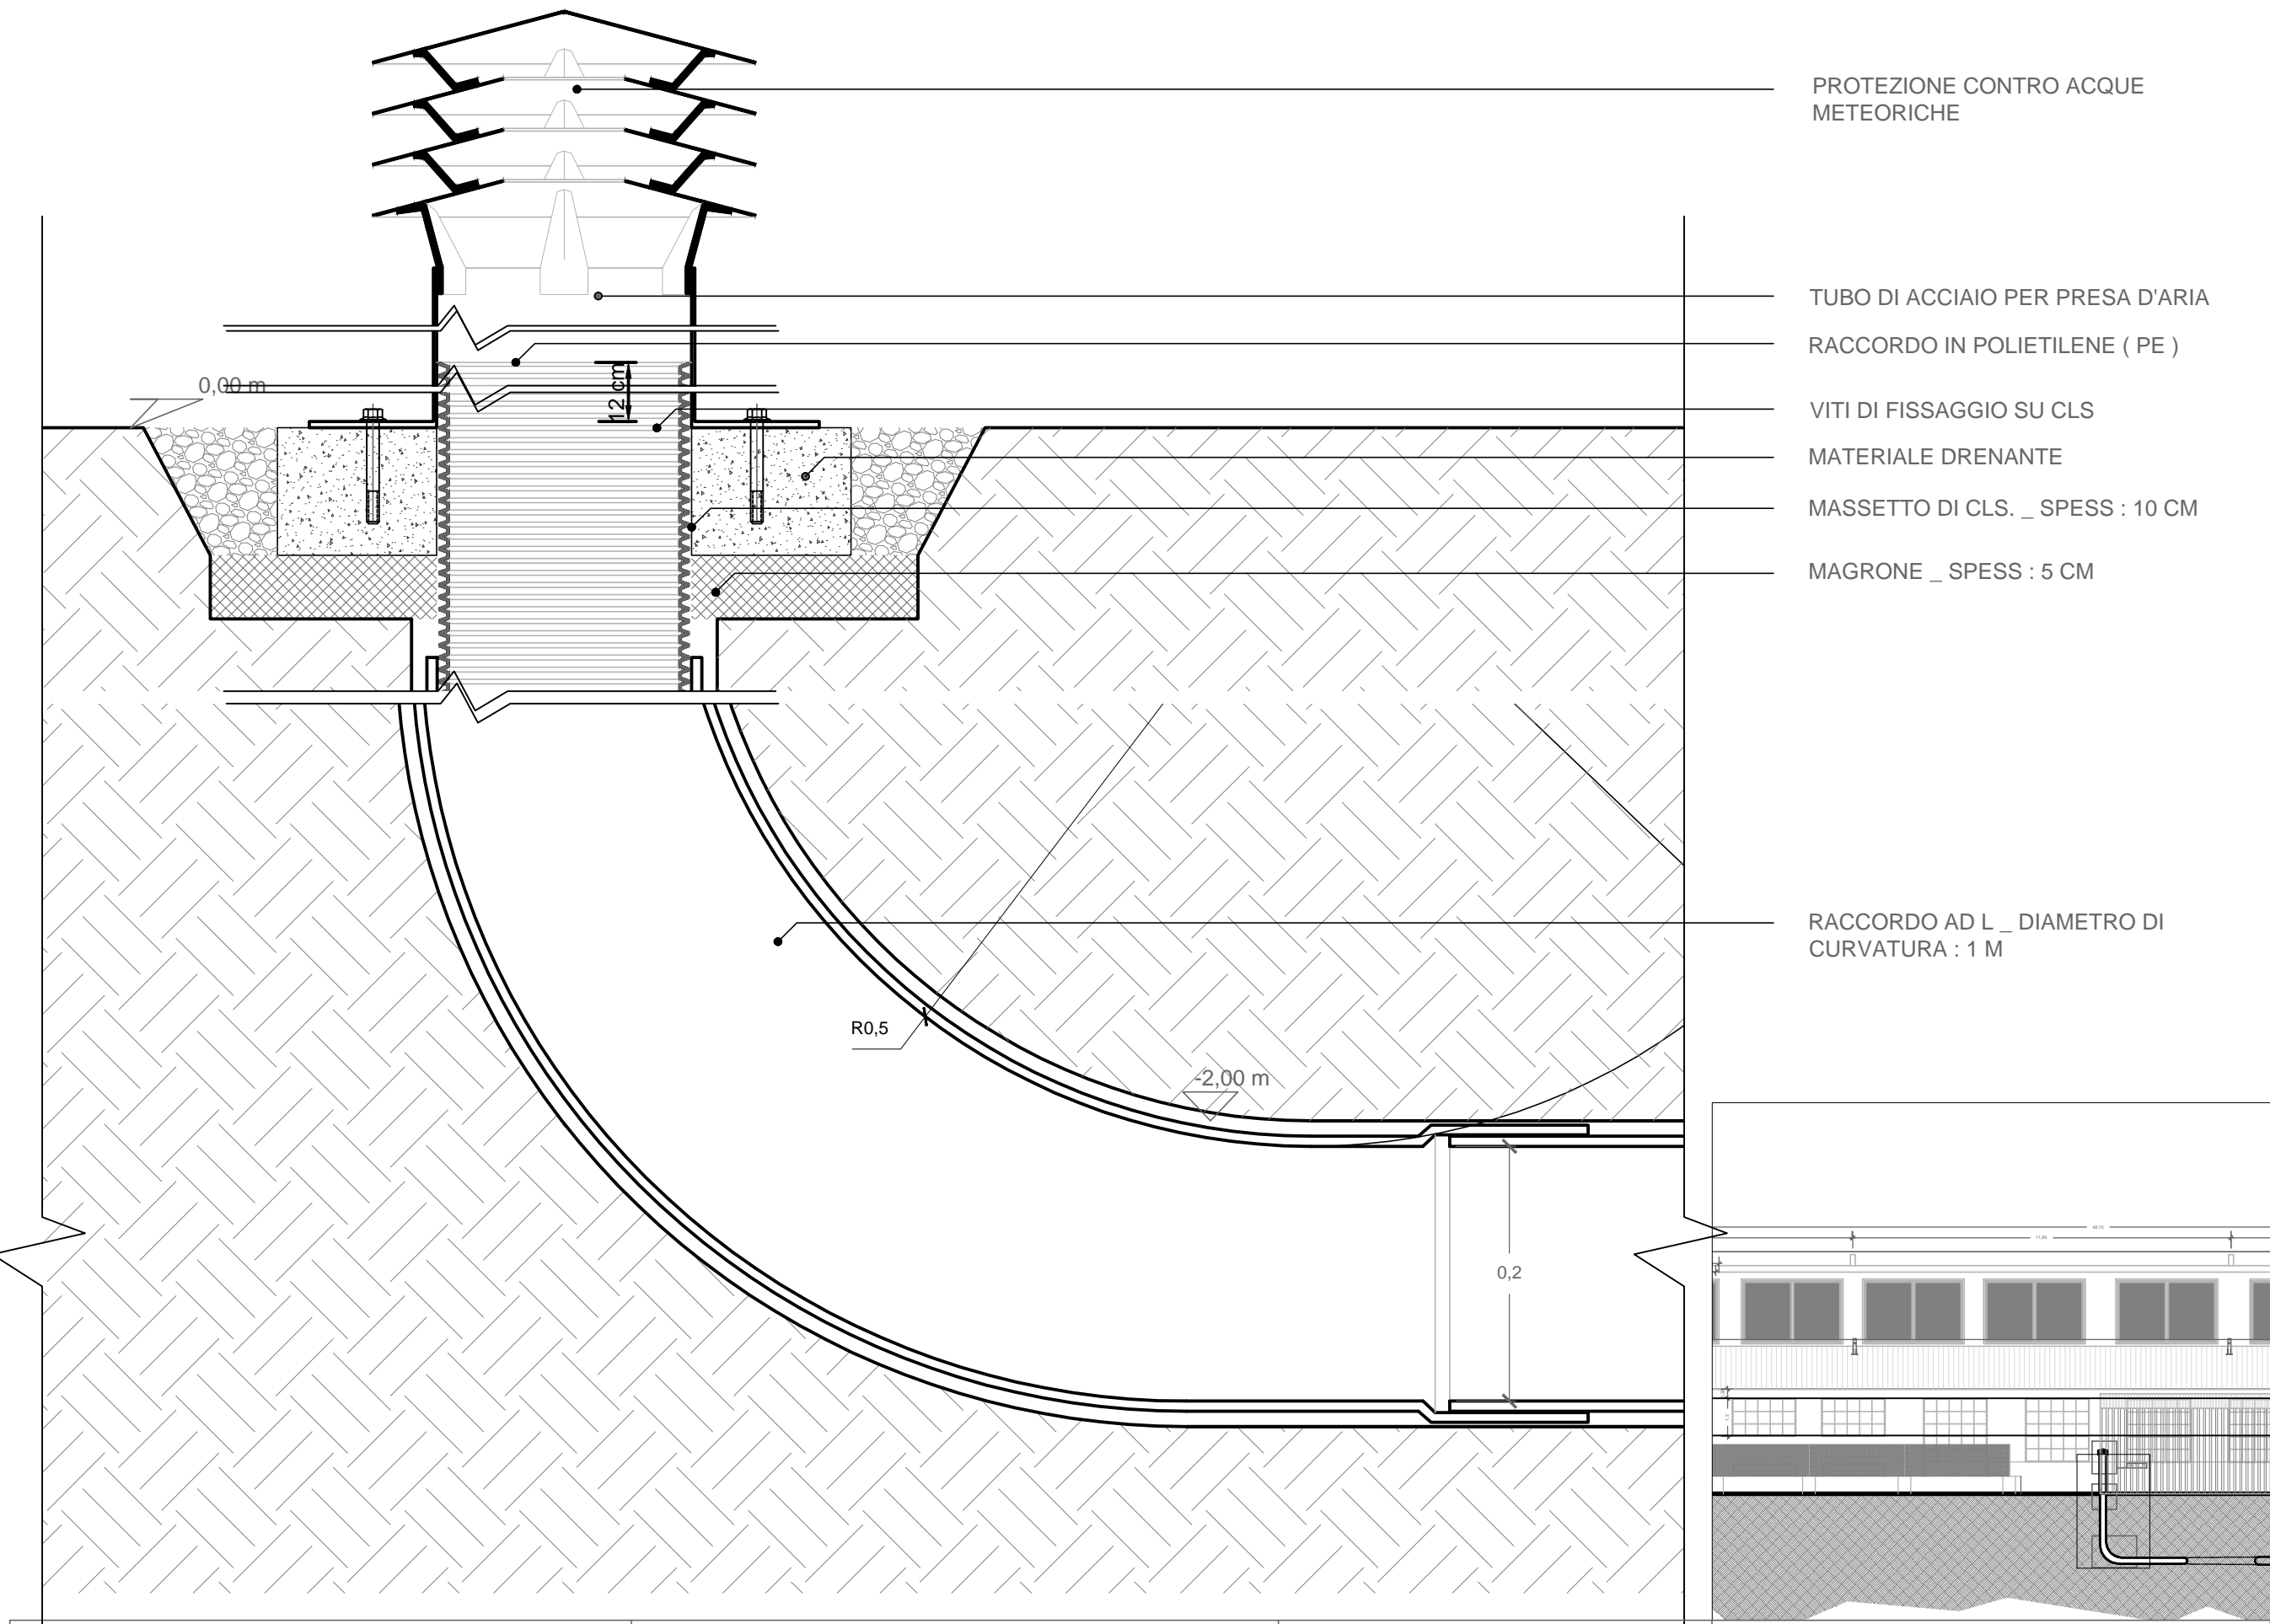 PROTEZIONE CONTRO ACQUE
METEORICHE
TUBO DI ACCIAIO PER PRESA D'ARIA
RACCORDO IN POLIETILENE ( PE )
0,00 m
12 cm
VITI DI FISSAGGIO SU CLS
MATERIALE DRENANTE
MASSETTO DI CLS. _ SPESS : 10 CM
MAGRONE _ SPESS : 5 CM
RACCORDO AD L _ DIAMETRO DI
CURVATURA : 1 M
R0,5
-2,00 m
0,2